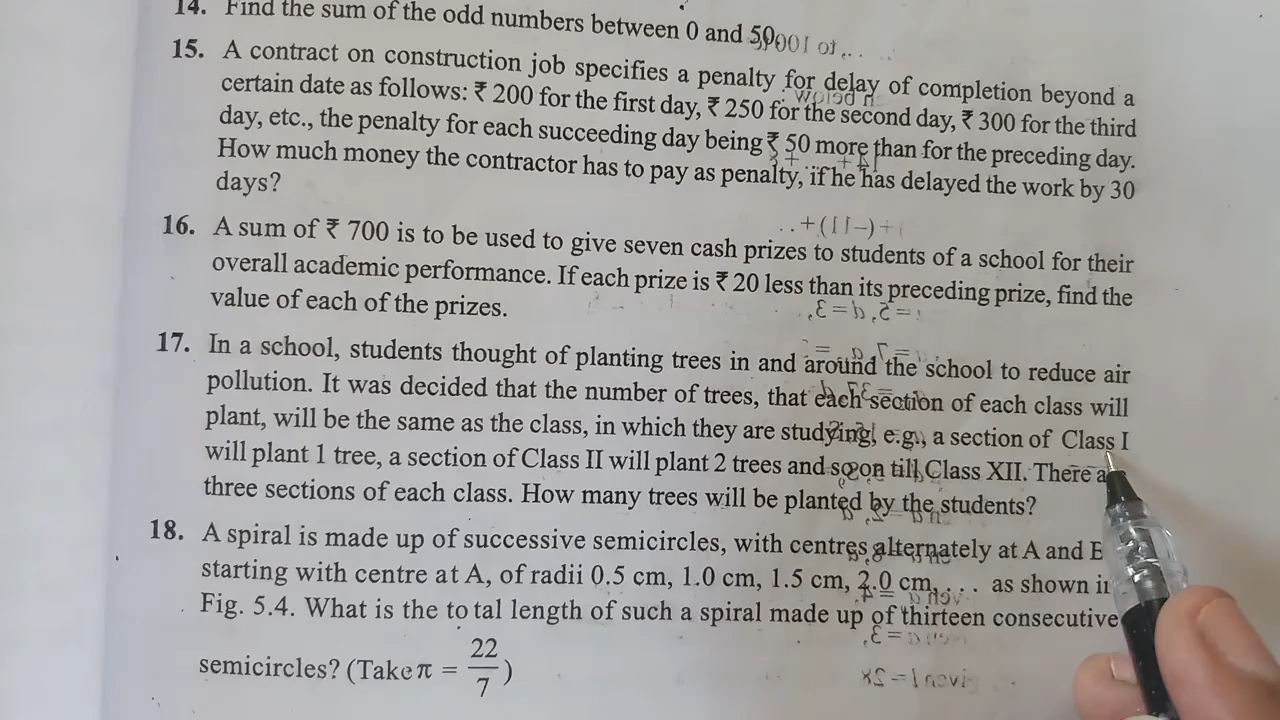 14. Find the sum of the odd numbers between 0 and 50.
15. A contract on construction job specifies a penalty for delay of completion beyond a
certain date as follows: ₹ 200 for the first day, ₹ 250 for the second day, ₹ 300 for the third
day, etc., the penalty for each succeeding day being ₹ 50 more than for the preceding day.
How much money the contractor has to pay as penalty, if he has delayed the work by 30
days?
16. A sum of ₹ 700 is to be used to give seven cash prizes to students of a school for their
overall academic performance. If each prize is ₹ 20 less than its preceding prize, find the
value of each of the prizes.
17. In a school, students thought of planting trees in and around the school to reduce air
pollution. It was decided that the number of trees, that each section of each class will
plant, will be the same as the class, in which they are studying, e.g., a section of Class I
will plant 1 tree, a section of Class II will plant 2 trees and so on till Class XII. There
three sections of each class. How many trees will be planted by the students?
18. A spiral is made up of successive semicircles, with centres alternately at A and
starting with centre at A, of radii 0.5 cm, 1.0 cm, 1.5 cm, 2.0 cm, . . . as shown
Fig. 5.4. What is the total length of such a spiral made up of thirteen consecutive
semicircles? (Take π = 22/7)